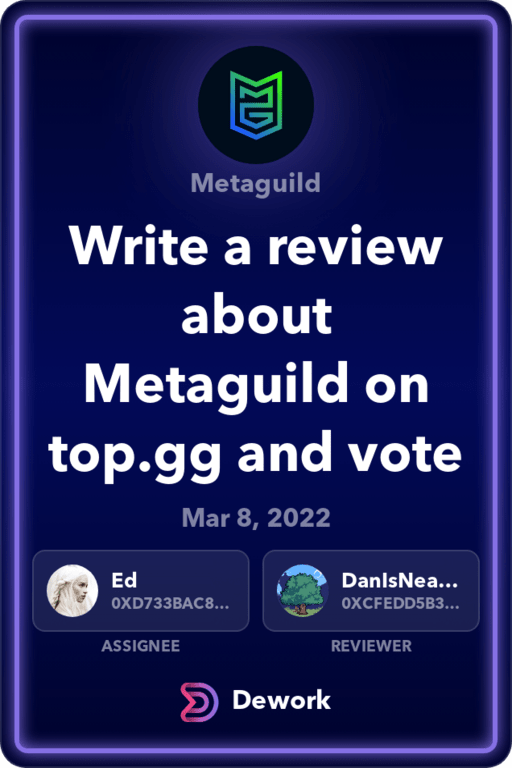 Metaguild
Write a review
about
Metaguild on
top.gg and vote
Mar 8, 2022
Ed
0XD733BAC8...
DanIsNea...
0XCFEDD5B3...
ASSIGNEE
REVIEWER
Dework